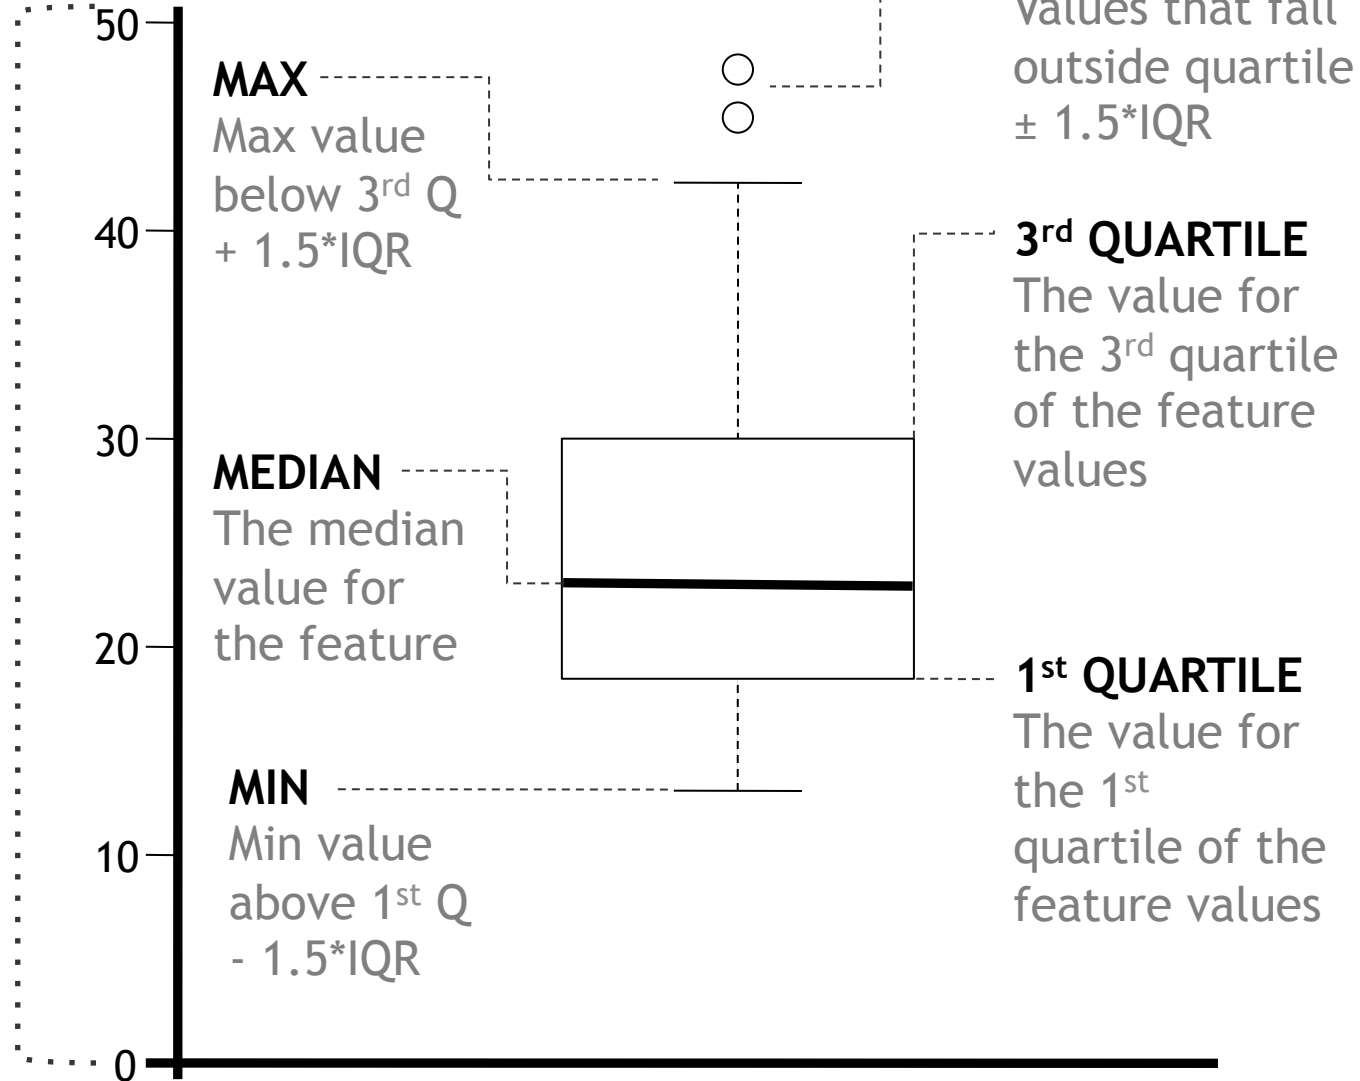 50
40
30
20
10
0
MAX
Max value
below 3rd Q
+ 1.5*IQR
MEDIAN
The median
value for
the feature
MIN
Min value
above 1st Q
- 1.5*IQR
values that fall
outside quartile
± 1.5*IQR
3rd QUARTILE
The value for
the 3rd quartile
of the feature
values
1st QUARTILE
The value for
the 1st
quartile of the
feature values